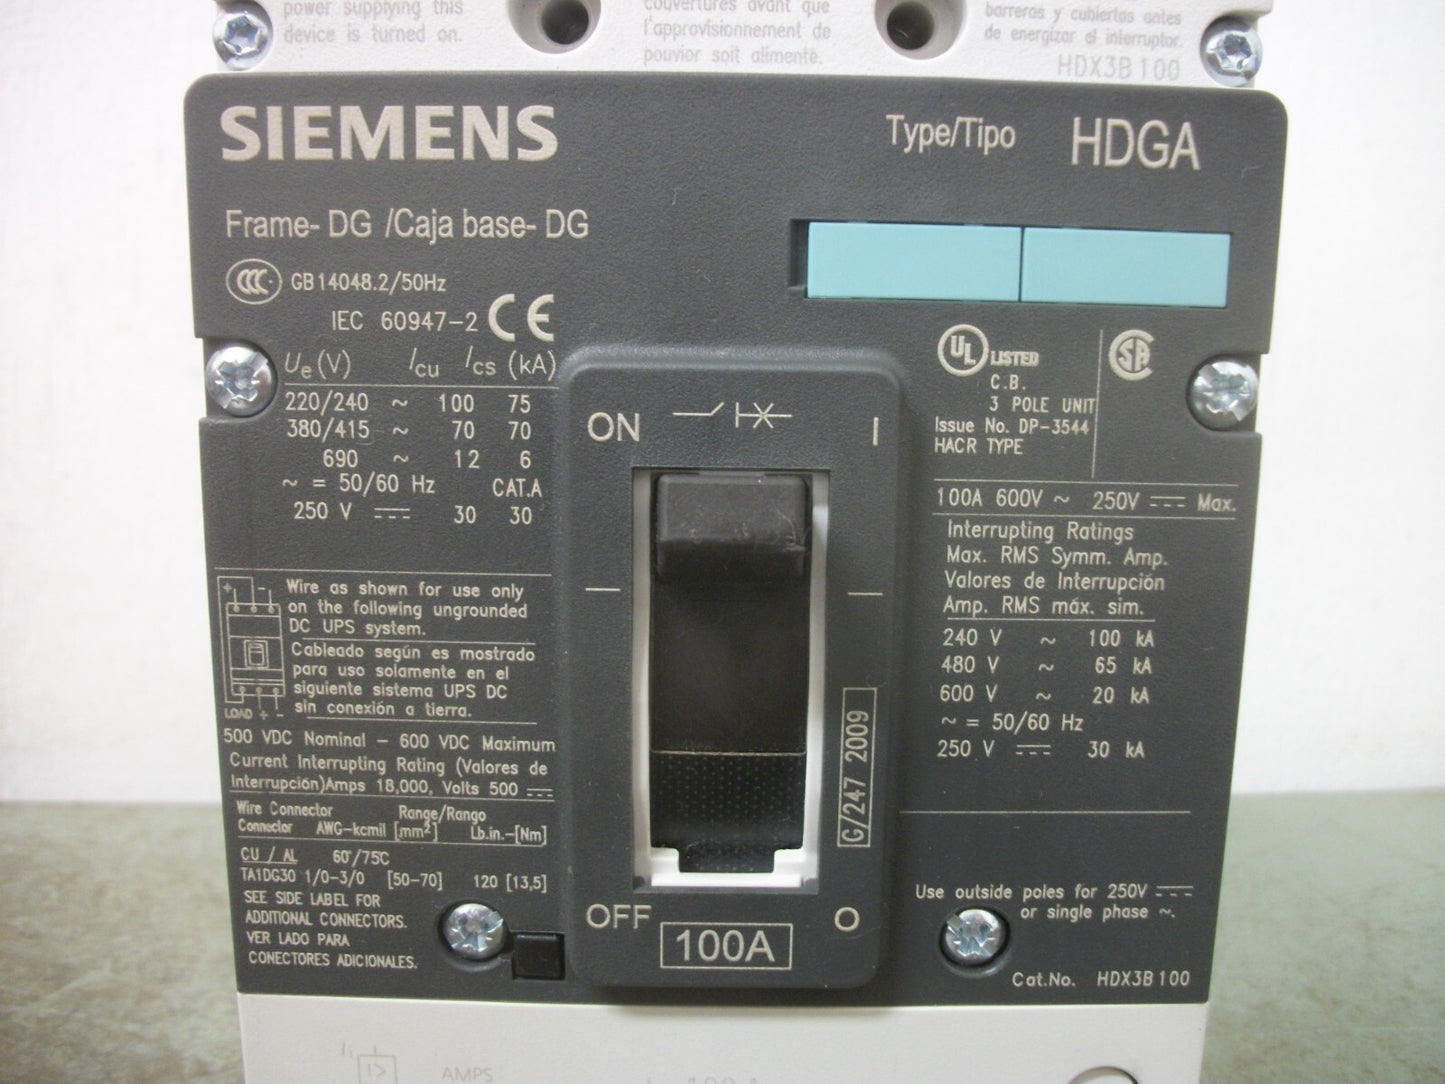 power supplying this
device is turned on.
couvertures avant que
l'approvisionnement de
pouvior soit alimentè.
barreras y cubiertas antes
de energizar el interruptor.
HDX3B100
SIEMENS
Type/Tipo HDGA
Frame- DG /Caja base- DG
CCC GB14048.2/50Hz
IEC 60947-2 CE
Ue (V) Icu Ics (kA)
220/240 ~ 100 75
380/415 ~ 70 70
690 ~ 12 6
~ = 50/60 Hz CAT.A
250 V ⎓ 30 30
Wire as shown for use only
on the following ungrounded
DC UPS system.
Cableado según es mostrado
para uso solamente en el
siguiente sistema UPS DC
sin conexión a tierra.
+ -
LOAD + -
500 VDC Nominal - 600 VDC Maximum
Current Interrupting Rating (Valores de
Interrupción)Amps 18,000, Volts 500 ⎓
Wire Connector Range/Rango
Connector AWG-kcmil [mm²] Lb.in.-[Nm]
CU / AL 60°/75°C
TA1DG30 1/0-3/0 [50-70] 120 [13,5]
SEE SIDE LABEL FOR
ADDITIONAL CONNECTORS.
VER LADO PARA
CONECTORES ADICIONALES.
ON I
G/247 2009
OFF O
100A
UL LISTED SA
C.B.
3 POLE UNIT
Issue No. DP-3544
HACR TYPE
100A 600V ~ 250V ⎓ Max.
Interrupting Ratings
Max. RMS Symm. Amp.
Valores de Interrupción
Amp. RMS máx. sim.
240 V ~ 100 kA
480 V ~ 65 kA
600 V ~ 20 kA
~ = 50/60 Hz
250 V ⎓ 30 kA
Use outside poles for 250V ⎓
or single phase ~.
Cat.No. HDX3B100
AMPS